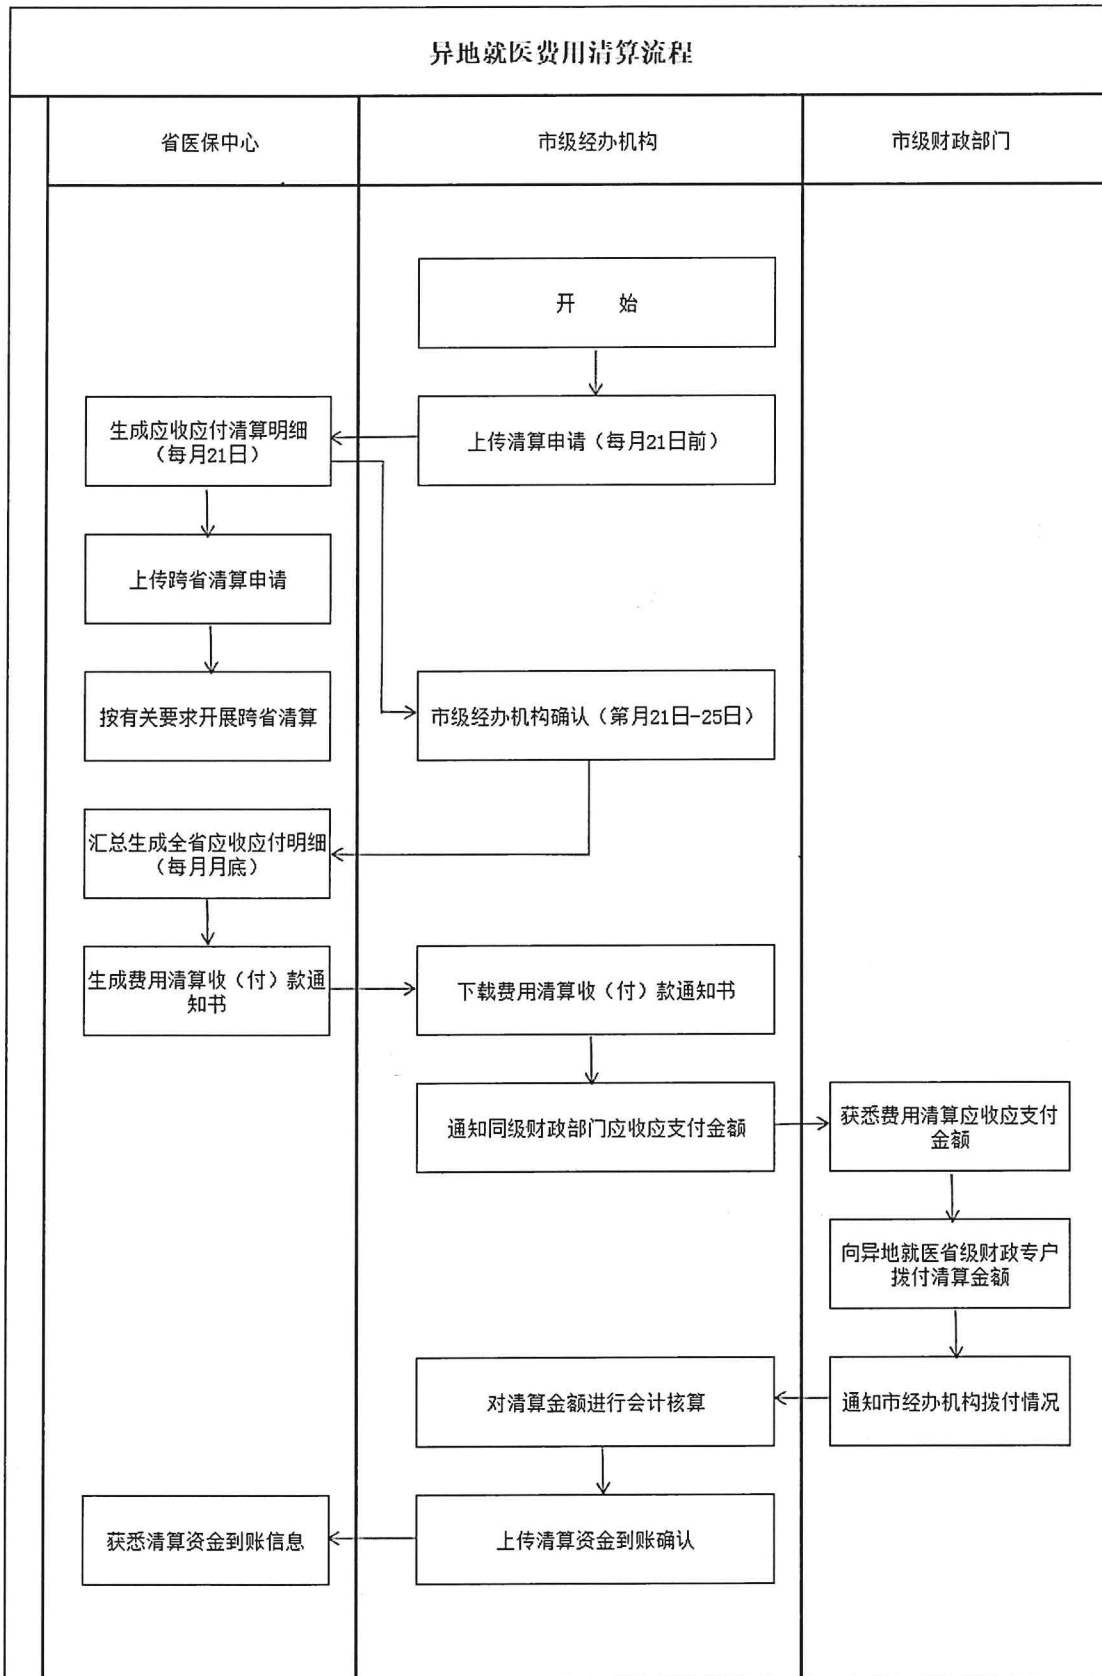 异地就医费用清算流程
省医保中心
市级经办机构
市级财政部门
开 始
生成应收应付清算明细
（每月21日）
上传清算申请（每月21日前）
上传跨省清算申请
按有关要求开展跨省清算
市级经办机构确认（第月21日-25日）
汇总生成全省应收应付明细
（每月月底）
生成费用清算收（付）款通
知书
下载费用清算收（付）款通知书
通知同级财政部门应收应支付金额
获悉费用清算应收应支付
金额
向异地就医省级财政专户
拨付清算金额
对清算金额进行会计核算
通知市经办机构拨付情况
获悉清算资金到账信息
上传清算资金到账确认